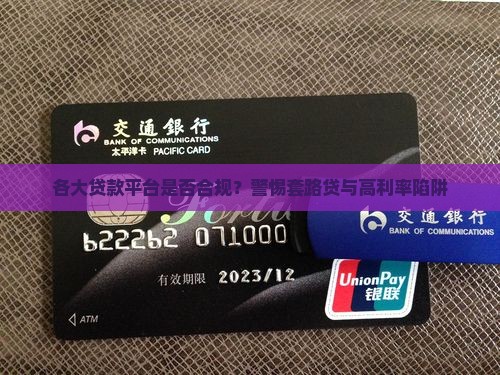 交通銀行
BANK OF COMMUNICATIONS
太平洋卡 PACIFIC CARD
各大贷款平台是否合规？警惕套路贷与高利率陷阱
交通銀行
BANK OF COMMUNICATIONS
622262 071000
有效期限 2023/12
UnionPay
银联
ATM